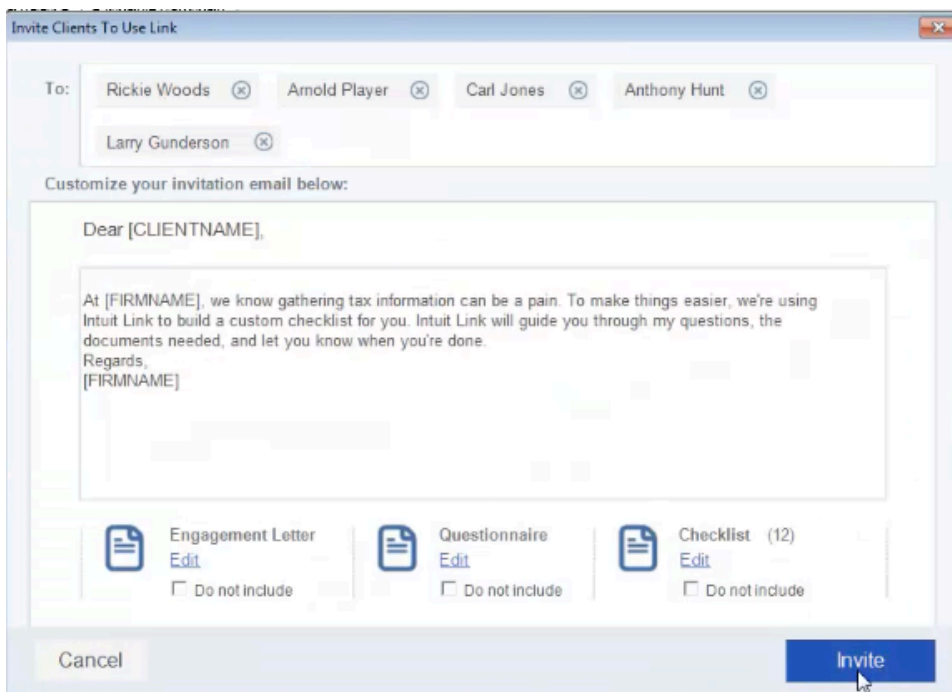 Invite Clients To Use Link
To: Rickie Woods Arnold Player Carl Jones Anthony Hunt
Larry Gunderson
Customize your invitation email below:
Dear [CLIENTNAME],
At [FIRMNAME], we know gathering tax information can be a pain. To make things easier, we're using
Intuit Link to build a custom checklist for you. Intuit Link will guide you through my questions, the
documents needed, and let you know when you're done.
Regards,
[FIRMNAME]
Engagement Letter Questionnaire Checklist (12)
Edit Edit Edit
Do not include Do not include Do not include
Cancel Invite